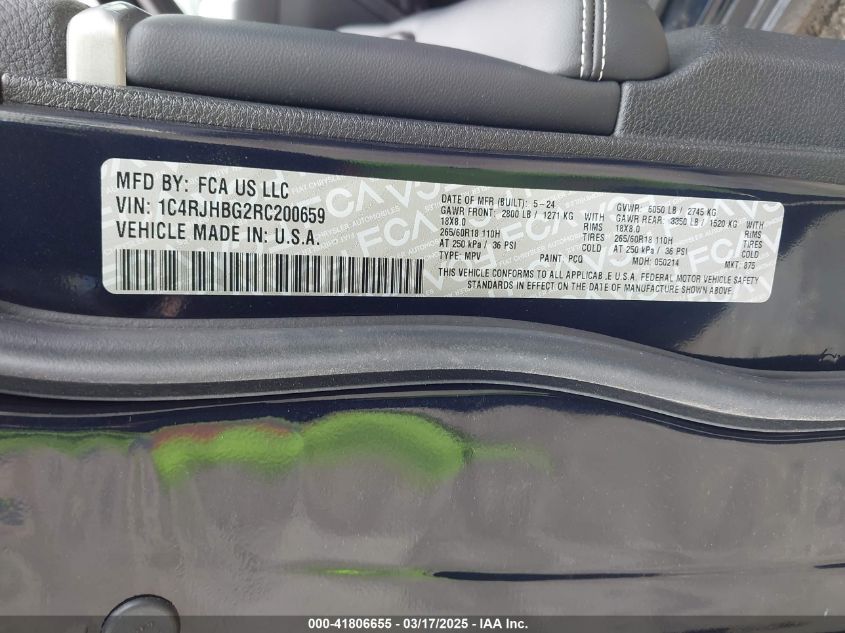 MFD BY: FCA US LLC
VIN: 1C4RJHBG2RC200659
VEHICLE MADE IN: U.S.A.
DATE OF MFR (BUILT): 5-24 GVWR: 6050 LB / 2745 KG
GAWR FRONT: 2800 LB / 1271 KG WITH GAWR REAR: 3350 LB / 1520 KG WITH
18X8.0 RIMS 18X8.0 RIMS
265/60R18 110H TIRES 265/60R18 110H TIRES
AT 250 kPa / 36 PSI COLD AT 250 kPa / 36 PSI COLD
TYPE: MPV PAINT: PCQ MDH: 050214 MKT: 875
THIS VEHICLE CONFORMS TO ALL APPLICABLE U.S.A. FEDERAL MOTOR VEHICLE SAFETY
STANDARDS IN EFFECT ON THE DATE OF MANUFACTURE SHOWN ABOVE.
000-41806655 - 03/17/2025 - IAA Inc.